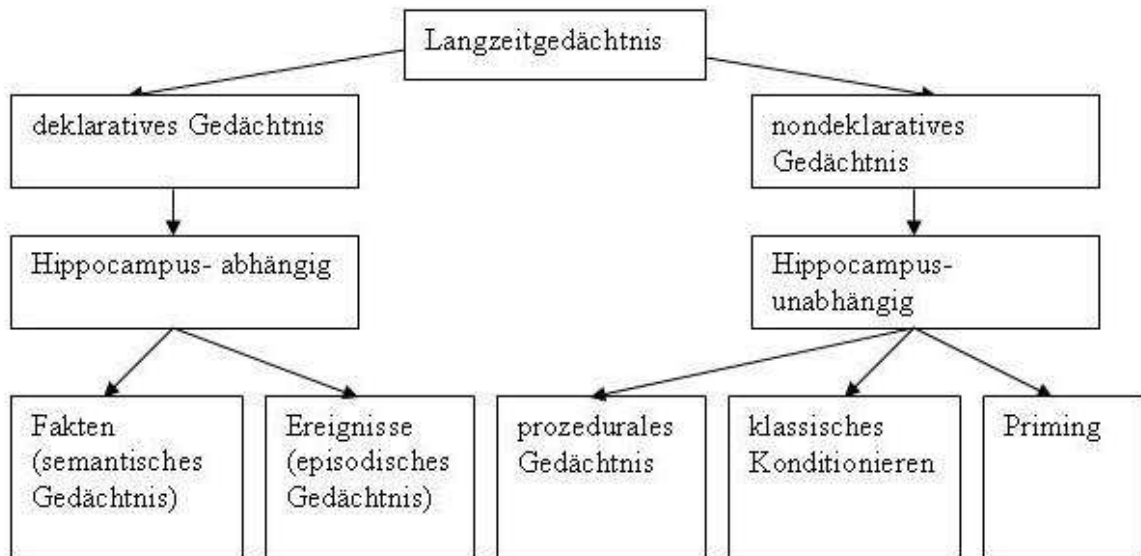 Langzeitgedächtnis
deklaratives Gedächtnis
nondeklaratives
Gedächtnis
Hippocampus- abhängig
Hippocampus-
unabhängig
Fakten
(semantisches
Gedächtnis)
Ereignisse
(episodisches
Gedächtnis)
prozedurales
Gedächtnis
klassisches
Konditionieren
Priming